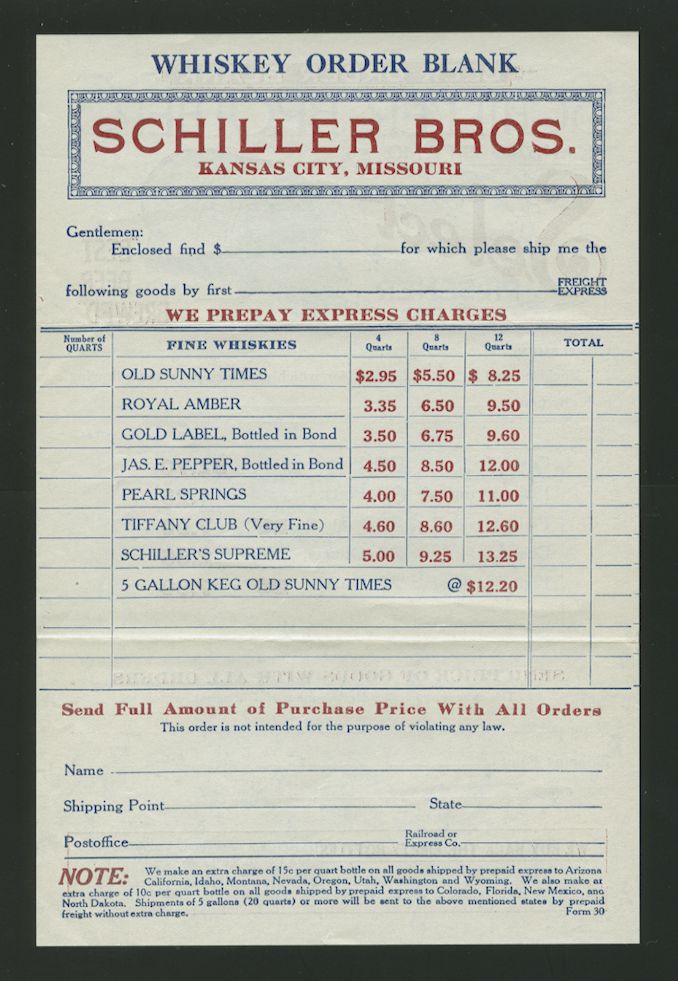 WHISKEY ORDER BLANK
SCHILLER BROS.
KANSAS CITY, MISSOURI
Gentlemen:
Enclosed find $ for which please ship me the
following goods by first FREIGHT EXPRESS
WE PREPAY EXPRESS CHARGES
Number of QUARTS FINE WHISKIES 4 Quarts 8 Quarts 12 Quarts TOTAL
OLD SUNNY TIMES $2.95 $5.50 $ 8.25
ROYAL AMBER 3.35 6.50 9.50
GOLD LABEL, Bottled in Bond 3.50 6.75 9.60
JAS. E. PEPPER, Bottled in Bond 4.50 8.50 12.00
PEARL SPRINGS 4.00 7.50 11.00
TIFFANY CLUB (Very Fine) 4.60 8.60 12.60
SCHILLER'S SUPREME 5.00 9.25 13.25
5 GALLON KEG OLD SUNNY TIMES @ $12.20
Send Full Amount of Purchase Price With All Orders
This order is not intended for the purpose of violating any law.
Name
Shipping Point State
Postoffice Railroad or Express Co.
NOTE: We make an extra charge of 15c per quart bottle on all goods shipped by prepaid express to Arizona
California, Idaho, Montana, Nevada, Oregon, Utah, Washington and Wyoming. We also make an
extra charge of 10c per quart bottle on all goods shipped by prepaid express to Colorado, Florida, New Mexico, and
North Dakota. Shipments of 5 gallons (20 quarts) or more will be sent to the above mentioned states by prepaid
freight without extra charge. Form 30